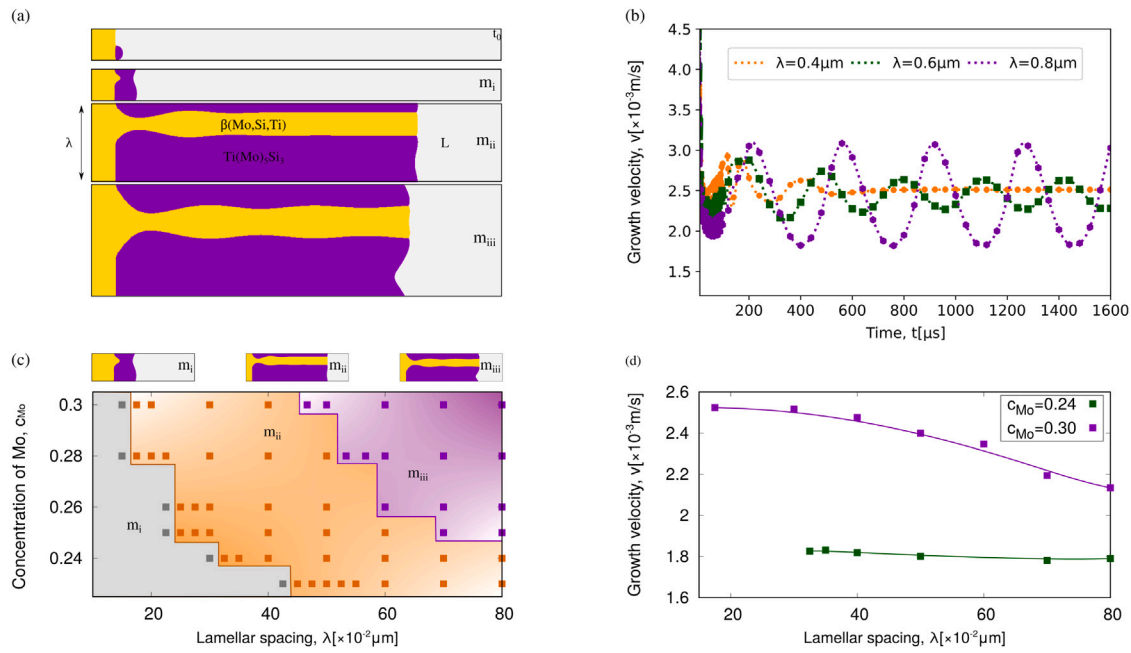 (a)
t₀
mᵢ
λ
β(Mo,Si,Ti)
Ti(Mo)₅Si₃
L
mᵢᵢ
mᵢᵢᵢ
(b)
Growth velocity, v[×10⁻³m/s]
4.5
4.0
3.5
3.0
2.5
2.0
1.5
λ=0.4μm λ=0.6μm λ=0.8μm
200 400 600 800 1000 1200 1400 1600
Time, t[μs]
(c)
mᵢ mᵢᵢ mᵢᵢᵢ
Concentration of Mo, cMo
0.3
0.28
0.26
0.24
mᵢ
mᵢᵢ
mᵢᵢᵢ
20 40 60 80
Lamellar spacing, λ[×10⁻²μm]
(d)
Growth velocity, v[×10⁻³m/s]
2.6
2.4
2.2
2
1.8
1.6
cMo=0.24
cMo=0.30
20 40 60 80
Lamellar spacing, λ[×10⁻²μm]